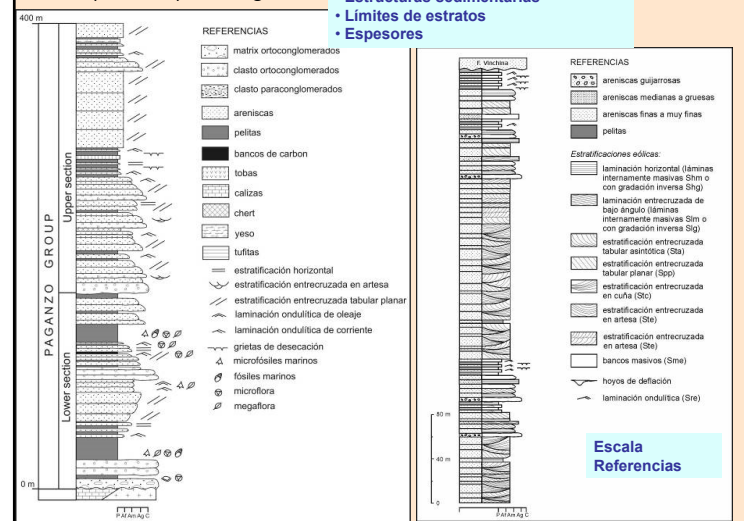 • Límites de estratos
• Espesores
400 m
0 m
PAGANZO GROUP
Upper section
Lower section
P Af Am Ag C
REFERENCIAS
matrix ortoconglomerados
clasto ortoconglomerados
clasto paraconglomerados
areniscas
pelitas
bancos de carbon
tobas
calizas
chert
yeso
tufitas
estratificación horizontal
estratificación entrecruzada en artesa
estratificación entrecruzada tabular planar
laminación ondulítica de oleaje
laminación ondulítica de corriente
grietas de desecación
microfósiles marinos
fósiles marinos
microflora
megaflora
F. Vinchina
80 m
40 m
0
P Af Am Ag C
REFERENCIAS
areniscas guijarrosas
areniscas medianas a gruesas
areniscas finas a muy finas
pelitas
Estratificaciones eólicas:
laminación horizontal (láminas
internamente masivas Shm o
con gradación inversa Shg)
laminación entrecruzada de
bajo ángulo (láminas
internamente masivas Slm o
con gradación inversa Slg)
estratificación entrecruzada
tabular asintótica (Sta)
estratificación entrecruzada
tabular planar (Spp)
estratificación entrecruzada
en cuña (Stc)
estratificación entrecruzada
en artesa (Ste)
estratificación entrecruzada
en artesa (Ste)
bancos masivos (Sme)
hoyos de deflación
laminación ondulítica (Sre)
Escala
Referencias